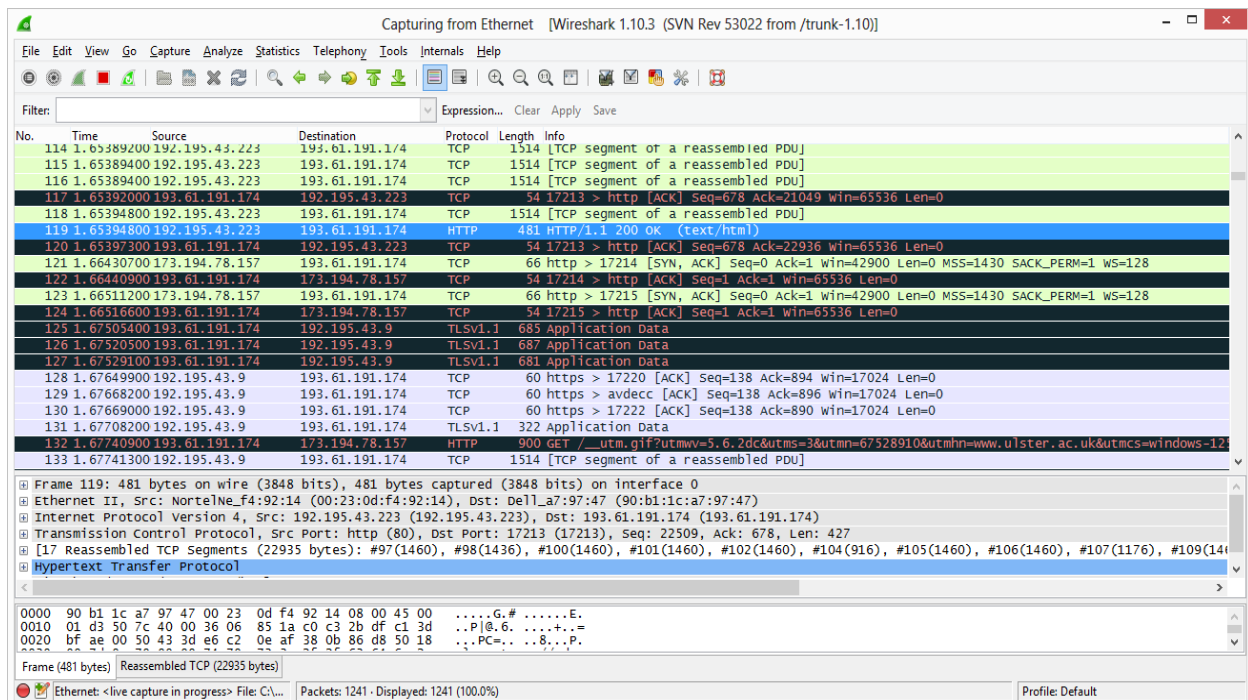 Capturing from Ethernet [Wireshark 1.10.3 (SVN Rev 53022 from /trunk-1.10)]
File Edit View Go Capture Analyze Statistics Telephony Tools Internals Help
Filter: Expression... Clear Apply Save
No. Time Source Destination Protocol Length Info
114 1.65389200 192.195.43.223 193.61.191.174 TCP 1514 [TCP segment of a reassembled PDU]
115 1.65389400 192.195.43.223 193.61.191.174 TCP 1514 [TCP segment of a reassembled PDU]
116 1.65389400 192.195.43.223 193.61.191.174 TCP 1514 [TCP segment of a reassembled PDU]
117 1.65392000 193.61.191.174 192.195.43.223 TCP 54 17213 > http [ACK] Seq=678 Ack=21049 Win=65536 Len=0
118 1.65394800 192.195.43.223 193.61.191.174 TCP 1514 [TCP segment of a reassembled PDU]
119 1.65394800 192.195.43.223 193.61.191.174 HTTP 481 HTTP/1.1 200 OK (text/html)
120 1.65397300 193.61.191.174 192.195.43.223 TCP 54 17213 > http [ACK] Seq=678 Ack=22936 Win=65536 Len=0
121 1.66430700 173.194.78.157 193.61.191.174 TCP 66 http > 17214 [SYN, ACK] Seq=0 Ack=1 Win=42900 Len=0 MSS=1430 SACK_PERM=1 WS=128
122 1.66440900 193.61.191.174 173.194.78.157 TCP 54 17214 > http [ACK] Seq=1 Ack=1 Win=65536 Len=0
123 1.66511200 173.194.78.157 193.61.191.174 TCP 66 http > 17215 [SYN, ACK] Seq=0 Ack=1 Win=42900 Len=0 MSS=1430 SACK_PERM=1 WS=128
124 1.66516600 193.61.191.174 173.194.78.157 TCP 54 17215 > http [ACK] Seq=1 Ack=1 Win=65536 Len=0
125 1.67505400 193.61.191.174 192.195.43.9 TLSv1.1 685 Application Data
126 1.67520500 193.61.191.174 192.195.43.9 TLSv1.1 687 Application Data
127 1.67529100 193.61.191.174 192.195.43.9 TLSv1.1 681 Application Data
128 1.67649900 192.195.43.9 193.61.191.174 TCP 60 https > 17220 [ACK] Seq=138 Ack=894 Win=17024 Len=0
129 1.67668200 192.195.43.9 193.61.191.174 TCP 60 https > avdecc [ACK] Seq=138 Ack=896 Win=17024 Len=0
130 1.67669000 192.195.43.9 193.61.191.174 TCP 60 https > 17222 [ACK] Seq=138 Ack=890 Win=17024 Len=0
131 1.67708200 192.195.43.9 193.61.191.174 TLSv1.1 322 Application Data
132 1.67740900 193.61.191.174 173.194.78.157 HTTP 900 GET /__utm.gif?utmwv=5.6.2dc&utms=3&utmn=67528910&utmhn=www.ulster.ac.uk&utmcs=windows-125
133 1.67741300 192.195.43.9 193.61.191.174 TCP 1514 [TCP segment of a reassembled PDU]
Frame 119: 481 bytes on wire (3848 bits), 481 bytes captured (3848 bits) on interface 0
Ethernet II, Src: NortelNe_f4:92:14 (00:23:0d:f4:92:14), Dst: Dell_a7:97:47 (90:b1:1c:a7:97:47)
Internet Protocol Version 4, Src: 192.195.43.223 (192.195.43.223), Dst: 193.61.191.174 (193.61.191.174)
Transmission Control Protocol, Src Port: http (80), Dst Port: 17213 (17213), Seq: 22509, Ack: 678, Len: 427
[17 Reassembled TCP Segments (22935 bytes): #97(1460), #98(1436), #100(1460), #101(1460), #102(1460), #104(916), #105(1460), #106(1460), #107(1176), #109(146
Hypertext Transfer Protocol
0000 90 b1 1c a7 97 47 00 23 0d f4 92 14 08 00 45 00 .....G.# ......E.
0010 01 d3 50 7c 40 00 36 06 85 1a c0 c3 2b df c1 3d ..P|@.6. ....+..=
0020 bf ae 00 50 43 3d e6 c2 0e af 38 0b 86 d8 50 18 ...PC=.. ..8...P.
Frame (481 bytes) Reassembled TCP (22935 bytes)
Ethernet: <live capture in progress> File: C:\... Packets: 1241 · Displayed: 1241 (100.0%) Profile: Default